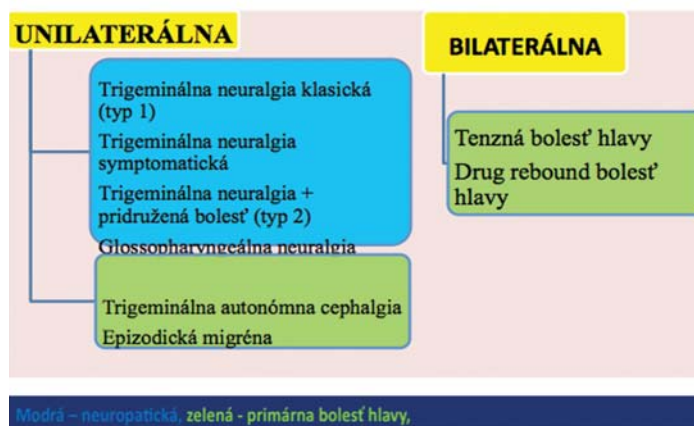 UNILATERÁLNA
Trigeminálna neuralgia klasická
(typ 1)
Trigeminálna neuralgia
symptomatická
Trigeminálna neuralgia +
pridružená bolesť (typ 2)
Glossopharyngeálna neuralgia
Trigeminálna autonómna cephalgia
Epizodická migréna
BILATERÁLNA
Tenzná bolesť hlavy
Drug rebound bolesť
hlavy
Modrá – neuropatická, zelená - primárna bolesť hlavy,